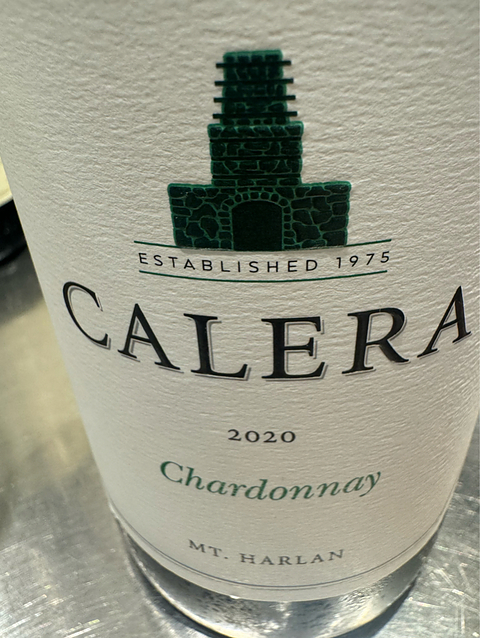 ESTABLISHED 1975
CALERA
2020
Chardonnay
MT. HARLAN